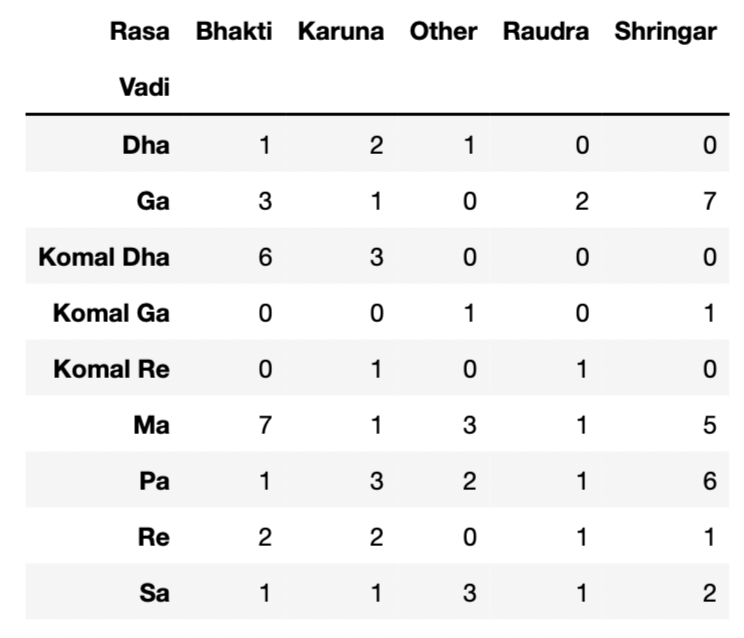 Rasa Bhakti Karuna Other Raudra Shringar
Vadi
Dha 1 2 1 0 0
Ga 3 1 0 2 7
Komal Dha 6 3 0 0 0
Komal Ga 0 0 1 0 1
Komal Re 0 1 0 1 0
Ma 7 1 3 1 5
Pa 1 3 2 1 6
Re 2 2 0 1 1
Sa 1 1 3 1 2